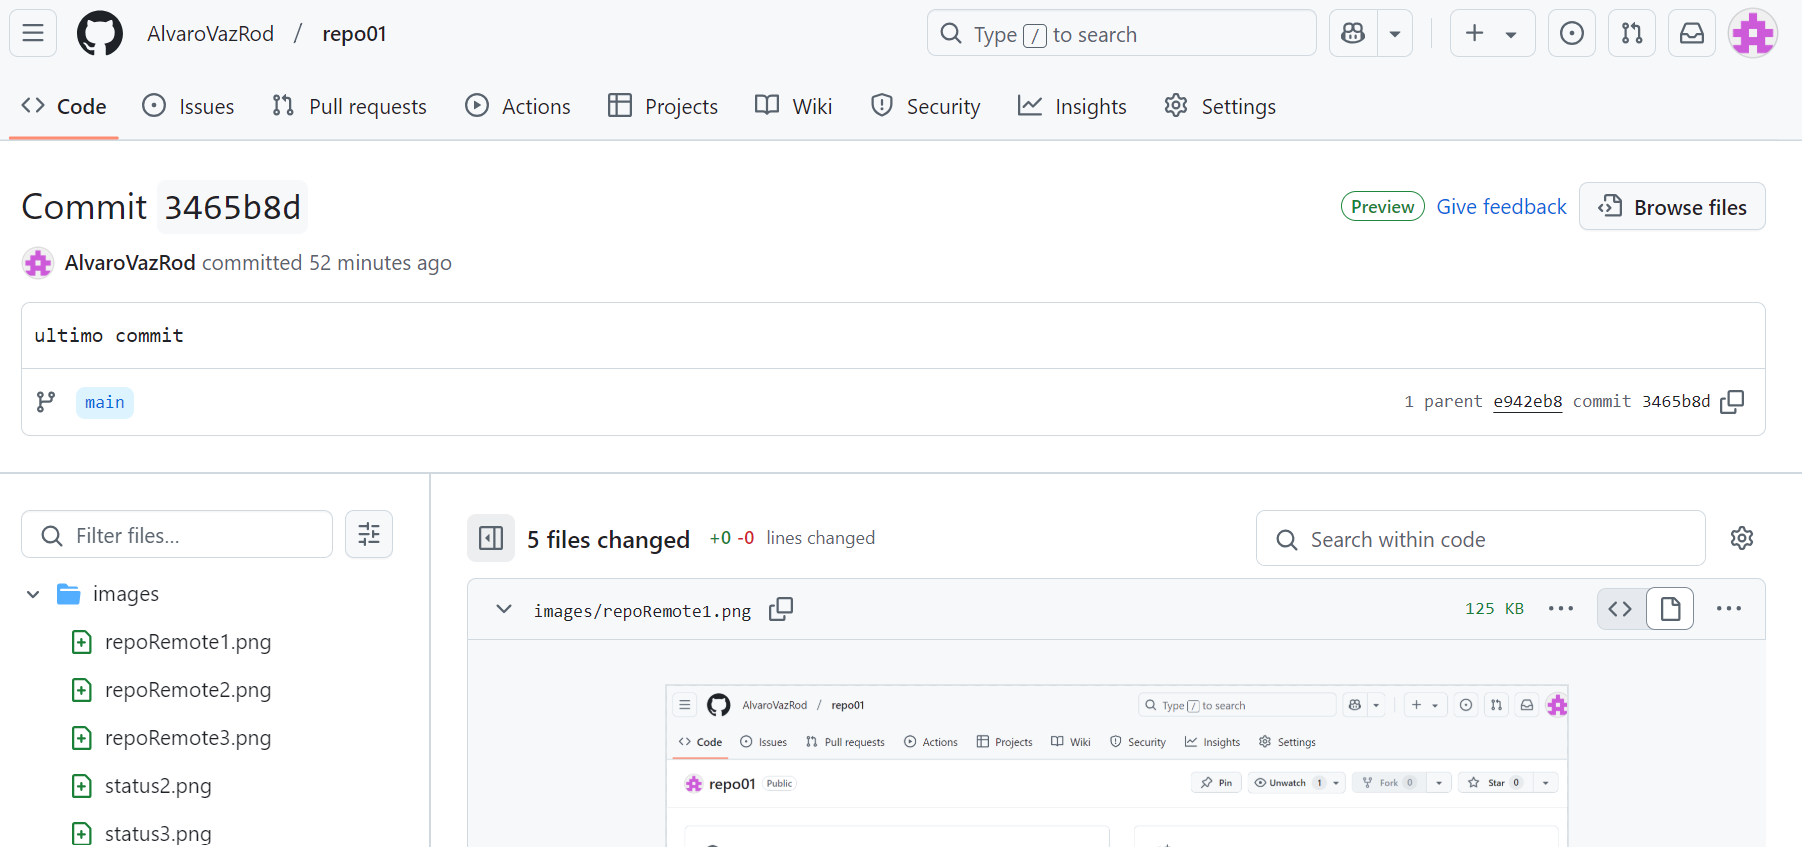 AlvaroVazRod / repo01
Type / to search
Code Issues Pull requests Actions Projects Wiki Security Insights Settings
Commit 3465b8d
Preview Give feedback Browse files
AlvaroVazRod committed 52 minutes ago
ultimo commit
main
1 parent e942eb8 commit 3465b8d
Filter files...
5 files changed +0 -0 lines changed
Search within code
images
repoRemote1.png
repoRemote2.png
repoRemote3.png
status2.png
status3.png
images/repoRemote1.png
125 KB
AlvaroVazRod / repo01
Type / to search
Code Issues Pull requests Actions Projects Wiki Security Insights Settings
repo01 Public
Pin Unwatch 1 Fork 0 Star 0